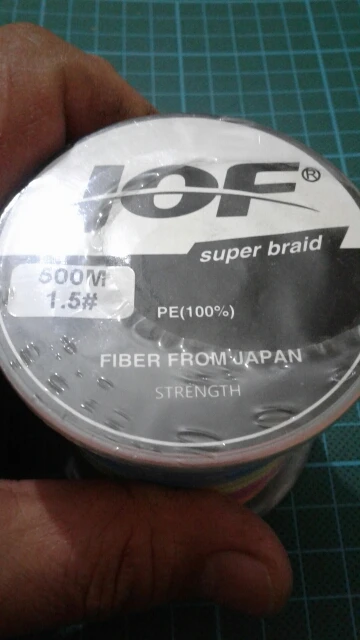 IOF®
super braid
500M
1.5#
PE(100%)
FIBER FROM JAPAN
STRENGTH